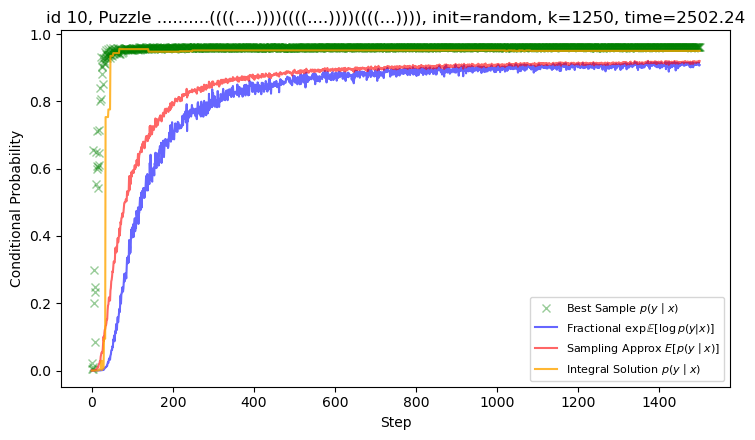 id 10, Puzzle ..........((((....))))((((....))))((((...)))), init=random, k=1250, time=2502.24
1.0
0.8
0.6
0.4
0.2
0.0
Conditional Probability
0
200
400
600
800
1000
1200
1400
Step
Best Sample p(y | x)
Fractional exp𝔼[log p(y|x)]
Sampling Approx E[p(y | x)]
Integral Solution p(y | x)